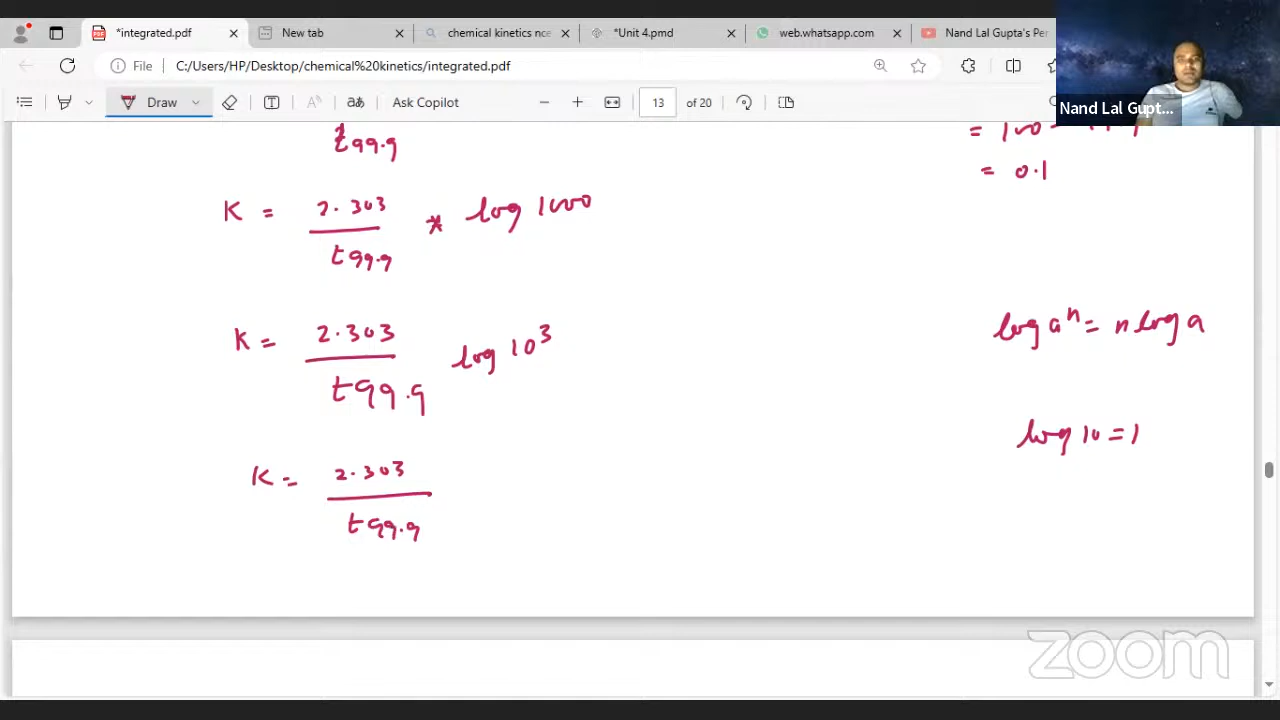 *integrated.pdf
New tab
chemical kinetics nce
*Unit 4.pmd
web.whatsapp.com
Nand Lal Gupta's Per
File
C:/Users/HP/Desktop/chemical%20kinetics/integrated.pdf
Draw
Ask Copilot
13 of 20
Nand Lal Gupt...
t99.9
= 0.1
K = 2.303 / t99.9 * log 1000
K = 2.303 / t99.9 log 10³
log aⁿ = n log a
log 10 = 1
K = 2.303 / t99.9
zoom